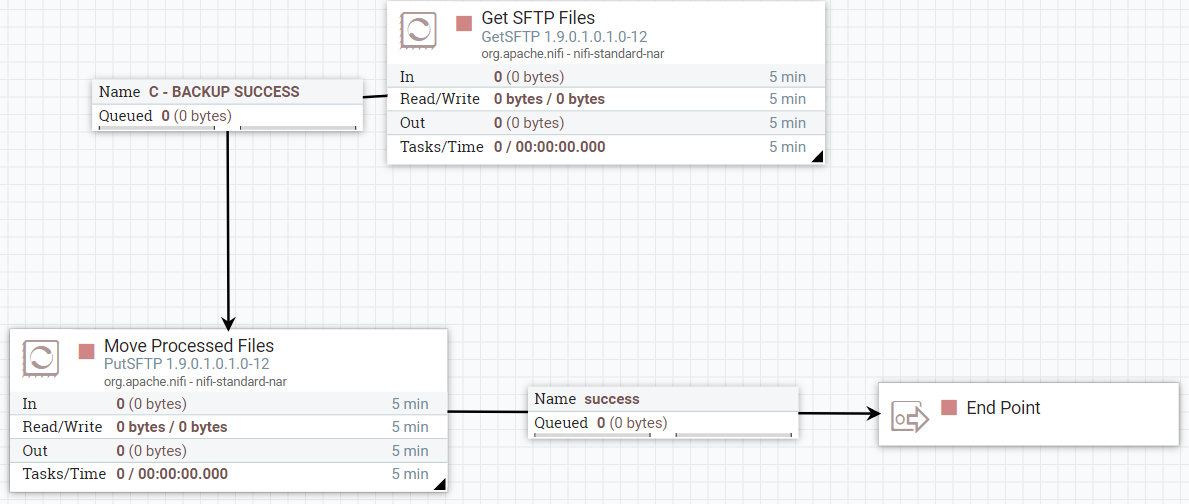 Get SFTP Files
GetSFTP 1.9.0.1.0.1.0-12
org.apache.nifi - nifi-standard-nar
In 0 (0 bytes) 5 min
Read/Write 0 bytes / 0 bytes 5 min
Out 0 (0 bytes) 5 min
Tasks/Time 0 / 00:00:00.000 5 min
Name C - BACKUP SUCCESS
Queued 0 (0 bytes)
Move Processed Files
PutSFTP 1.9.0.1.0.1.0-12
org.apache.nifi - nifi-standard-nar
In 0 (0 bytes) 5 min
Read/Write 0 bytes / 0 bytes 5 min
Out 0 (0 bytes) 5 min
Tasks/Time 0 / 00:00:00.000 5 min
Name success
Queued 0 (0 bytes)
End Point